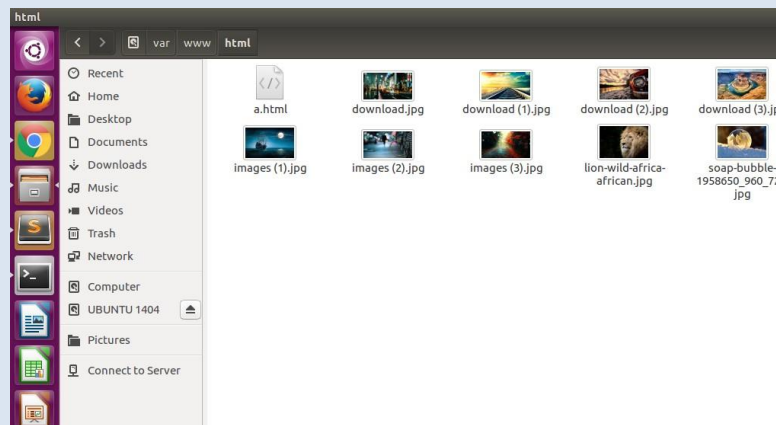 html
var www html
Recent
Home
Desktop
Documents
Downloads
Music
Videos
Trash
Network
Computer
UBUNTU 1404
Pictures
Connect to Server
a.html download.jpg download (1).jpg download (2).jpg download (3).jp
images (1).jpg images (2).jpg images (3).jpg lion-wild-africa- soap-bubble-
african.jpg 1958650_960_72
jpg